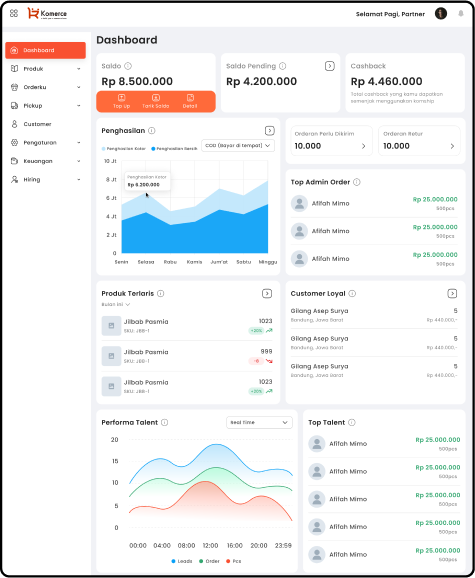 Komerce
Selamat Pagi, Partner
Dashboard
Produk
Orderku
Pickup
Customer
Pengaturan
Keuangan
Hiring
Dashboard
Saldo
Rp 8.500.000
Top Up
Tarik Saldo
Detail
Saldo Pending
Rp 4.200.000
Cashback
Rp 4.460.000
Total cashback yang kamu dapatkan
semenjak menggunakan komship
Penghasilan
Penghasilan Kotor
Penghasilan Bersih
COD (Bayar di tempat)
10 Jt
8 Jt
6 Jt
4 Jt
2 Jt
0
Penghasilan Kotor
Rp 6.200.000
Senin
Selasa
Rabu
Kamis
Jum'at
Sabtu
Minggu
Orderan Perlu Dikirim
10.000
Orderan Retur
10.000
Top Admin Order
Afifah Mimo
Rp 25.000.000
500pcs
Afifah Mimo
Rp 25.000.000
500pcs
Afifah Mimo
Rp 25.000.000
500pcs
Produk Terlaris
Bulan ini
Jilbab Pasmia
SKU: JBB-1
1023
+20%
Jilbab Pasmia
SKU: JBB-1
999
Jilbab Pasmia
SKU: JBB-1
1023
+20%
Customer Loyal
Gilang Asep Surya
Bandung, Jawa Barat
5
Rp 440.000,-
Gilang Asep Surya
Bandung, Jawa Barat
5
Rp 440.000,-
Gilang Asep Surya
Bandung, Jawa Barat
5
Rp 440.000,-
Performa Talent
Real Time
20
15
10
5
0
00:00
04:00
08:00
12:00
16:00
20:00
23:59
Leads
Order
Pcs
Top Talent
Afifah Mimo
Rp 25.000.000
500pcs
Afifah Mimo
Rp 25.000.000
500pcs
Afifah Mimo
Rp 25.000.000
500pcs
Afifah Mimo
Rp 25.000.000
500pcs
Afifah Mimo
Rp 25.000.000
500pcs